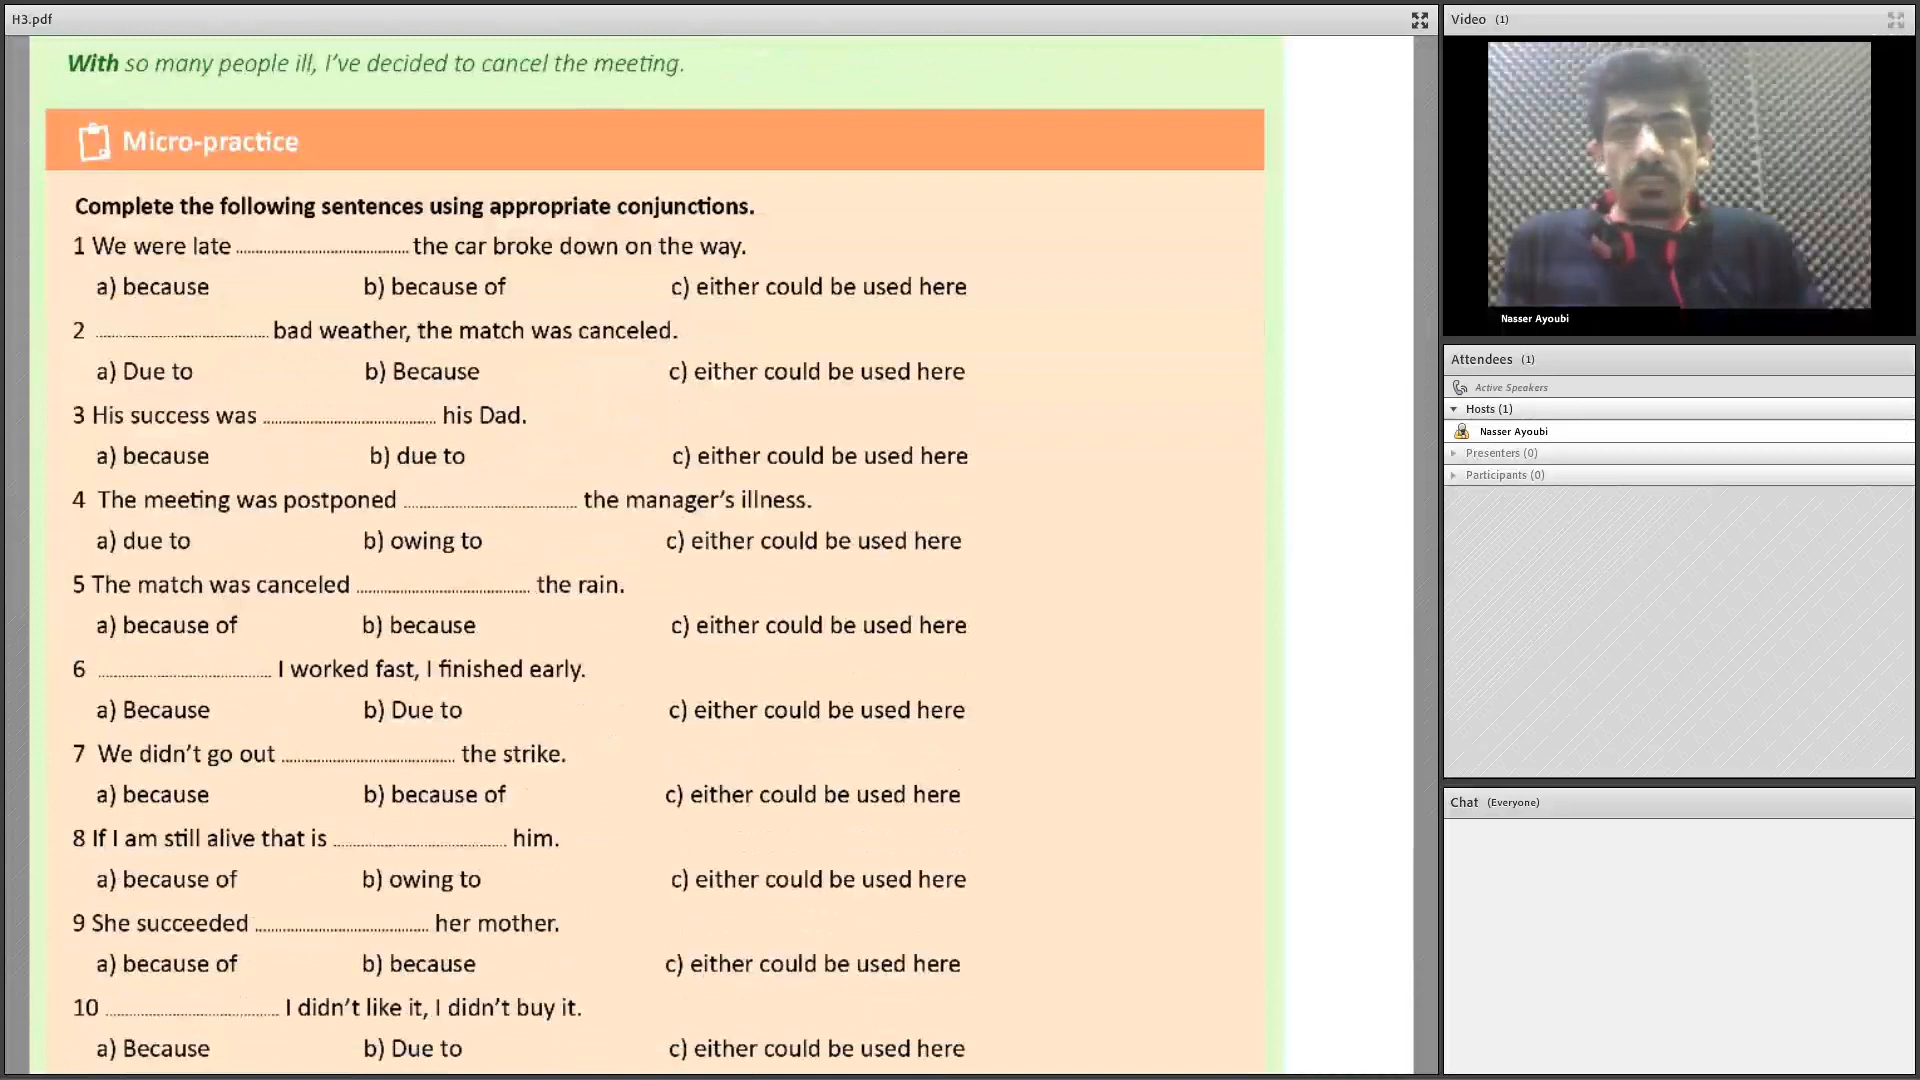 H3.pdf
With so many people ill, I've decided to cancel the meeting.
Micro-practice
Complete the following sentences using appropriate conjunctions.
1 We were late ........................ the car broke down on the way.
a) because b) because of c) either could be used here
2 ........................ bad weather, the match was canceled.
a) Due to b) Because c) either could be used here
3 His success was ........................ his Dad.
a) because b) due to c) either could be used here
4 The meeting was postponed ........................ the manager's illness.
a) due to b) owing to c) either could be used here
5 The match was canceled ........................ the rain.
a) because of b) because c) either could be used here
6 ........................ I worked fast, I finished early.
a) Because b) Due to c) either could be used here
7 We didn't go out ........................ the strike.
a) because b) because of c) either could be used here
8 If I am still alive that is ........................ him.
a) because of b) owing to c) either could be used here
9 She succeeded ........................ her mother.
a) because of b) because c) either could be used here
10 ........................ I didn't like it, I didn't buy it.
a) Because b) Due to c) either could be used here
Video (1)
Nasser Ayoubi
Attendees (1)
Active Speakers
Hosts (1)
Nasser Ayoubi
Presenters (0)
Participants (0)
Chat (Everyone)